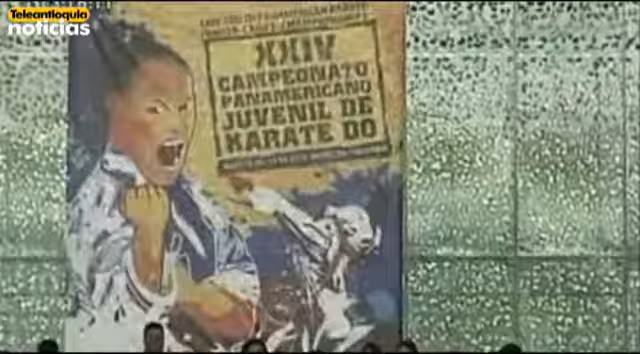 Teleantioquia
noticias
XXIV
CAMPEONATO
PANAMERICANO
JUVENIL DE
KARATE DO